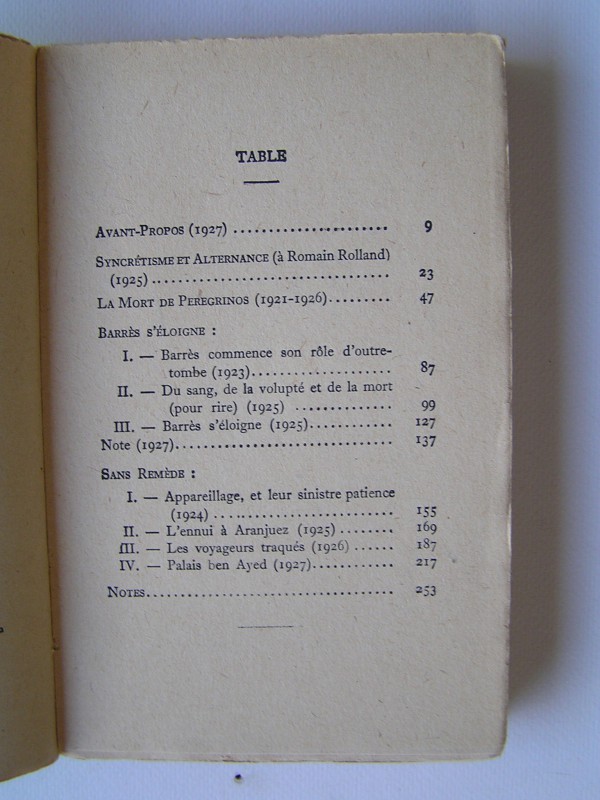 TABLE
AVANT-PROPOS (1927) ...................... 9
SYNCRÉTISME ET ALTERNANCE (à Romain Rolland)
(1925) ................................. 23
LA MORT DE PEREGRINOS (1921-1926)......... 47
BARRÈS S'ÉLOIGNE :
I. — Barrès commence son rôle d'outre-
tombe (1923).................... 87
II. — Du sang, de la volupté et de la mort
(pour rire) (1925) .............. 99
III. — Barrès s'éloigne (1925)............ 127
Note (1927)............................... 137
SANS REMÈDE :
I. — Appareillage, et leur sinistre patience
(1924) .......................... 155
II. — L'ennui à Aranjuez (1925) ........ 169
III. — Les voyageurs traqués (1926) ...... 187
IV. — Palais ben Ayed (1927)............ 217
NOTES.................................... 253